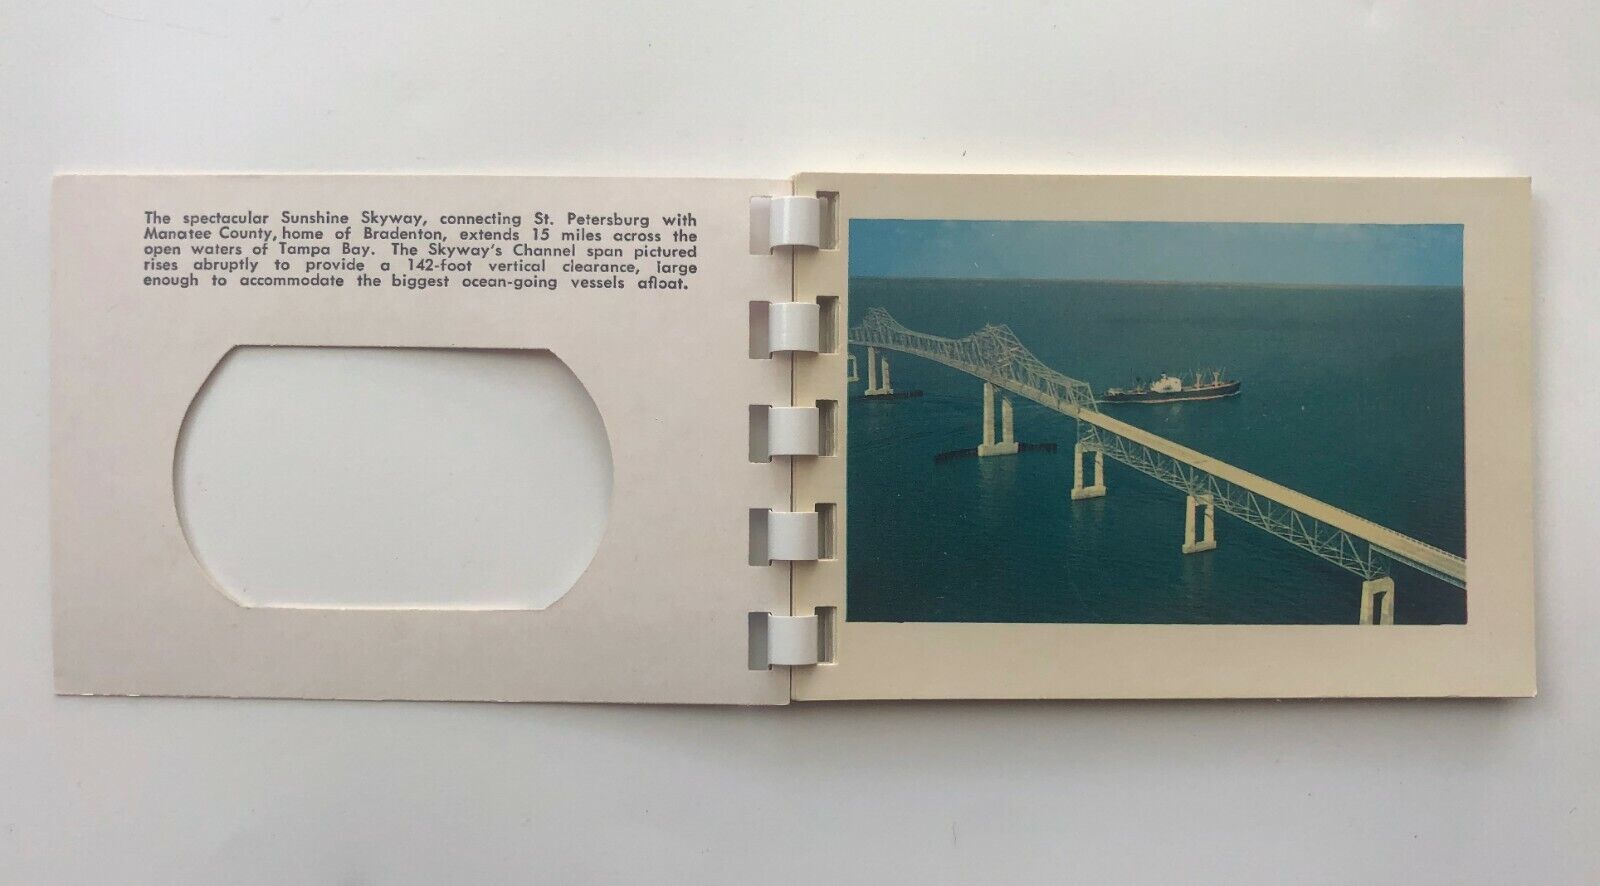 The spectacular Sunshine Skyway, connecting St. Petersburg with
Manatee County, home of Bradenton, extends 15 miles across the
open waters of Tampa Bay. The Skyway's Channel span pictured
rises abruptly to provide a 142-foot vertical clearance, large
enough to accommodate the biggest ocean-going vessels afloat.